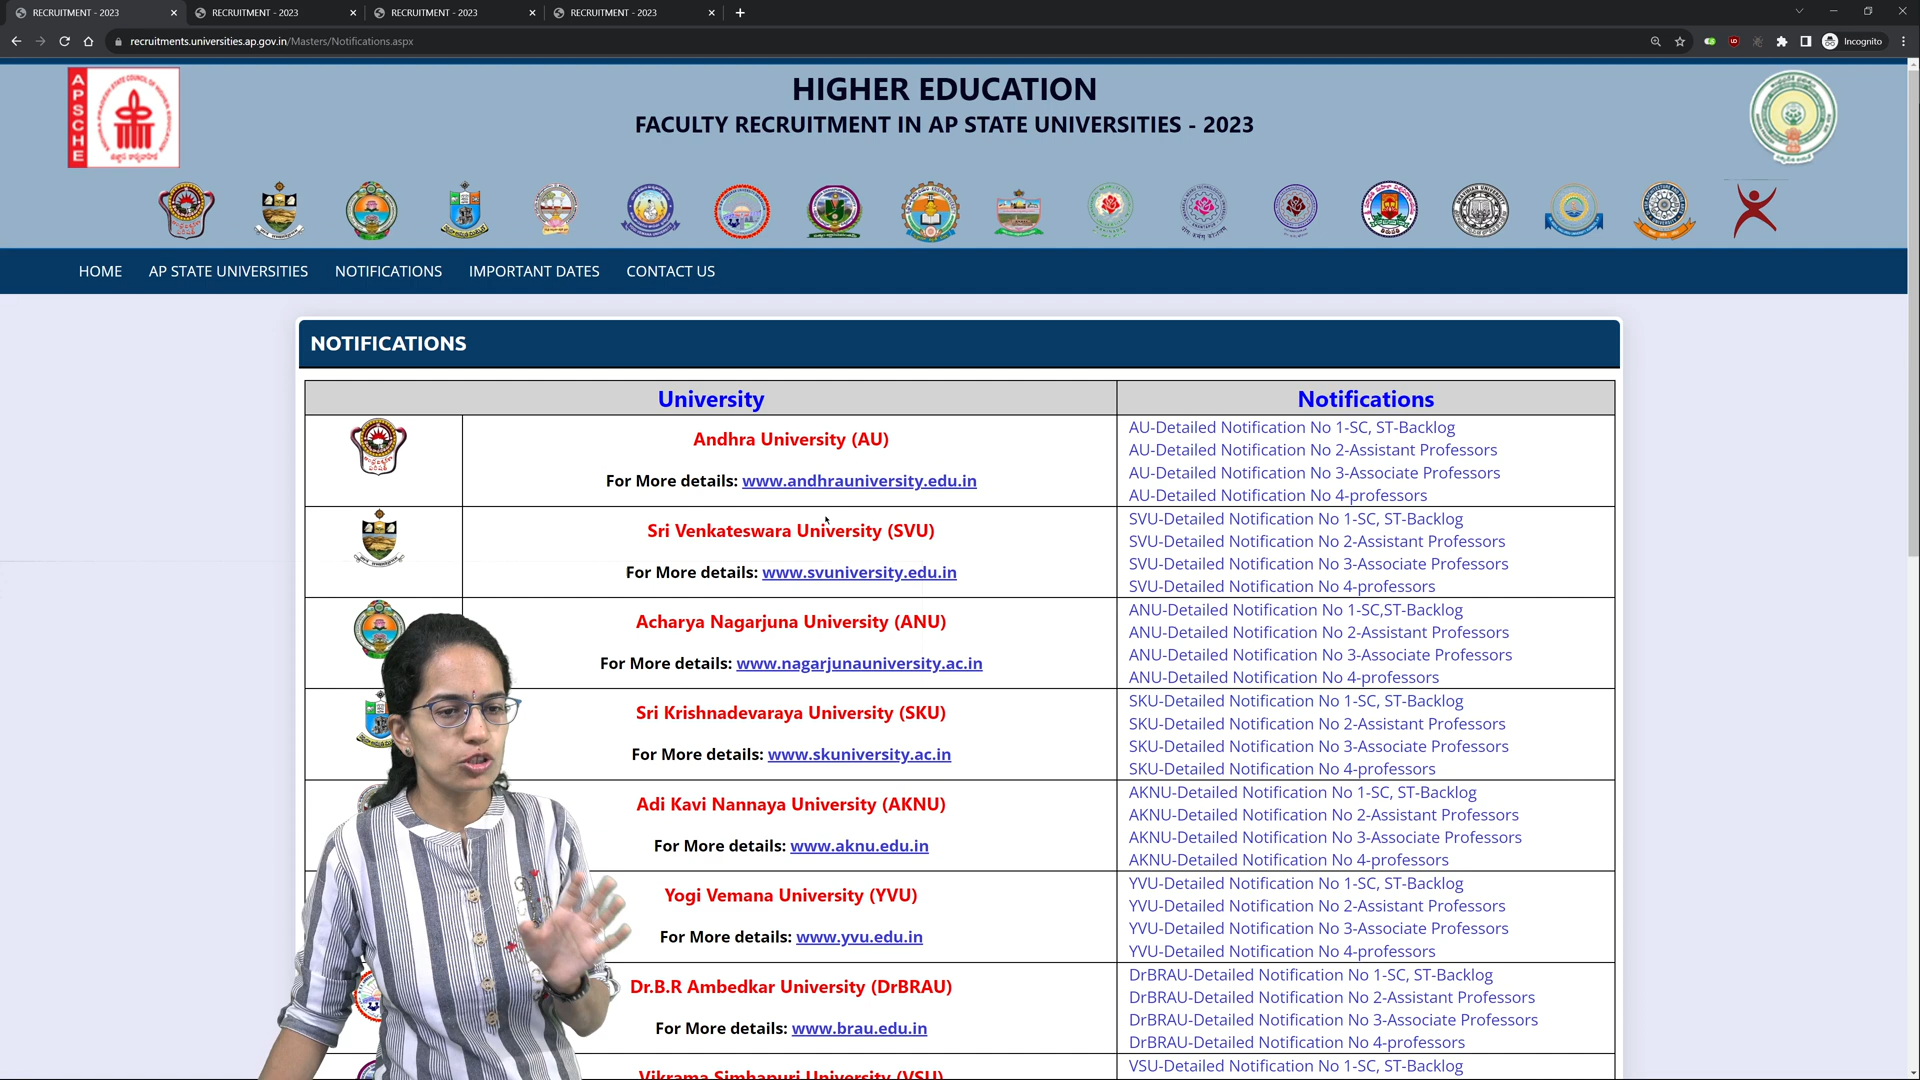 RECRUITMENT - 2023
RECRUITMENT - 2023
RECRUITMENT - 2023
RECRUITMENT - 2023
recruitments.universities.ap.gov.in/Masters/Notifications.aspx
Incognito
APSCHE
HIGHER EDUCATION
FACULTY RECRUITMENT IN AP STATE UNIVERSITIES - 2023
HOME
AP STATE UNIVERSITIES
NOTIFICATIONS
IMPORTANT DATES
CONTACT US
NOTIFICATIONS
University
Notifications
Andhra University (AU)
For More details: www.andhrauniversity.edu.in
AU-Detailed Notification No 1-SC, ST-Backlog
AU-Detailed Notification No 2-Assistant Professors
AU-Detailed Notification No 3-Associate Professors
AU-Detailed Notification No 4-professors
Sri Venkateswara University (SVU)
For More details: www.svuniversity.edu.in
SVU-Detailed Notification No 1-SC, ST-Backlog
SVU-Detailed Notification No 2-Assistant Professors
SVU-Detailed Notification No 3-Associate Professors
SVU-Detailed Notification No 4-professors
Acharya Nagarjuna University (ANU)
For More details: www.nagarjunauniversity.ac.in
ANU-Detailed Notification No 1-SC,ST-Backlog
ANU-Detailed Notification No 2-Assistant Professors
ANU-Detailed Notification No 3-Associate Professors
ANU-Detailed Notification No 4-professors
Sri Krishnadevaraya University (SKU)
For More details: www.skuniversity.ac.in
SKU-Detailed Notification No 1-SC, ST-Backlog
SKU-Detailed Notification No 2-Assistant Professors
SKU-Detailed Notification No 3-Associate Professors
SKU-Detailed Notification No 4-professors
Adi Kavi Nannaya University (AKNU)
For More details: www.aknu.edu.in
AKNU-Detailed Notification No 1-SC, ST-Backlog
AKNU-Detailed Notification No 2-Assistant Professors
AKNU-Detailed Notification No 3-Associate Professors
AKNU-Detailed Notification No 4-professors
Yogi Vemana University (YVU)
For More details: www.yvu.edu.in
YVU-Detailed Notification No 1-SC, ST-Backlog
YVU-Detailed Notification No 2-Assistant Professors
YVU-Detailed Notification No 3-Associate Professors
YVU-Detailed Notification No 4-professors
Dr.B.R Ambedkar University (DrBRAU)
For More details: www.brau.edu.in
DrBRAU-Detailed Notification No 1-SC, ST-Backlog
DrBRAU-Detailed Notification No 2-Assistant Professors
DrBRAU-Detailed Notification No 3-Associate Professors
DrBRAU-Detailed Notification No 4-professors
Vikrama Simhapuri University (VSU)
VSU-Detailed Notification No 1-SC, ST-Backlog